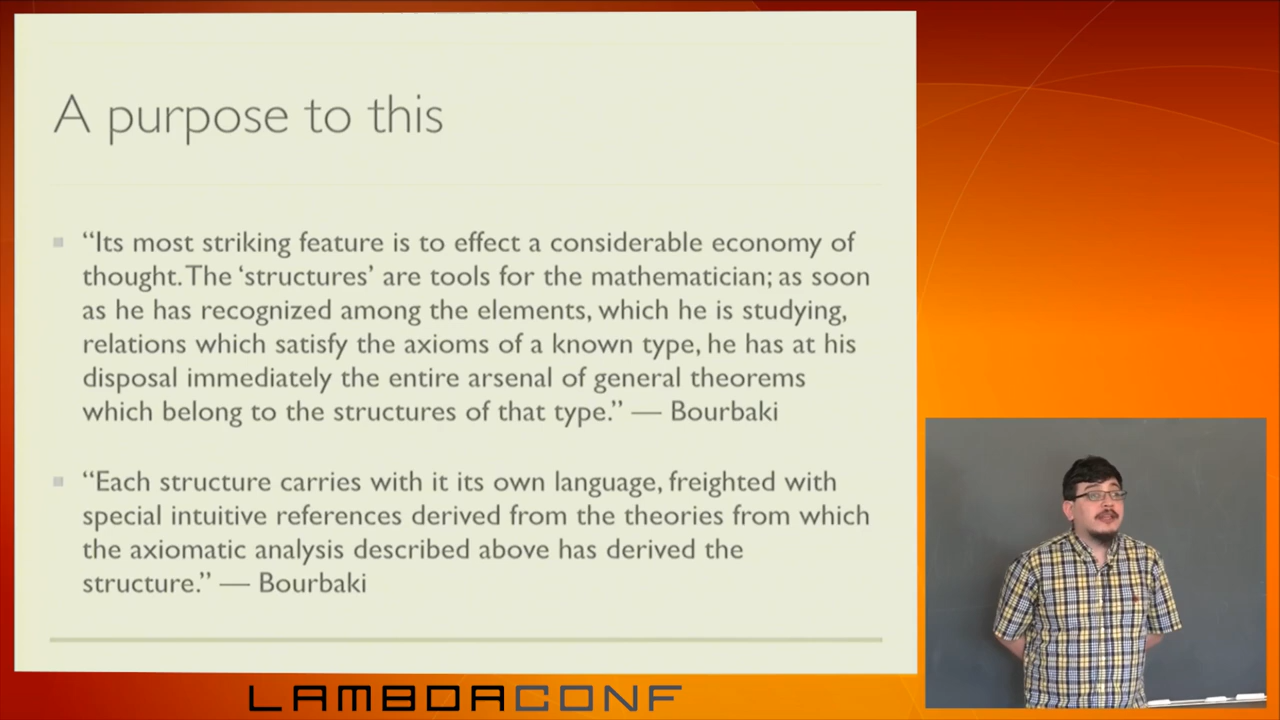 A purpose to this
“Its most striking feature is to effect a considerable economy of
thought. The ‘structures’ are tools for the mathematician; as soon
as he has recognized among the elements, which he is studying,
relations which satisfy the axioms of a known type, he has at his
disposal immediately the entire arsenal of general theorems
which belong to the structures of that type.” — Bourbaki
“Each structure carries with it its own language, freighted with
special intuitive references derived from the theories from which
the axiomatic analysis described above has derived the
structure.” — Bourbaki
LAMBDACONF